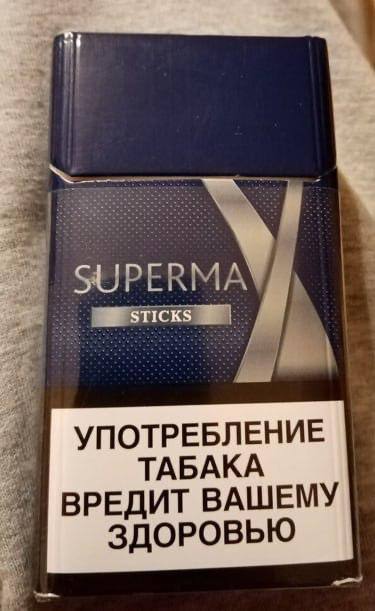 SUPERMAX
STICKS
УПОТРЕБЛЕНИЕ
ТАБАКА
ВРЕДИТ ВАШЕМУ
ЗДОРОВЬЮ